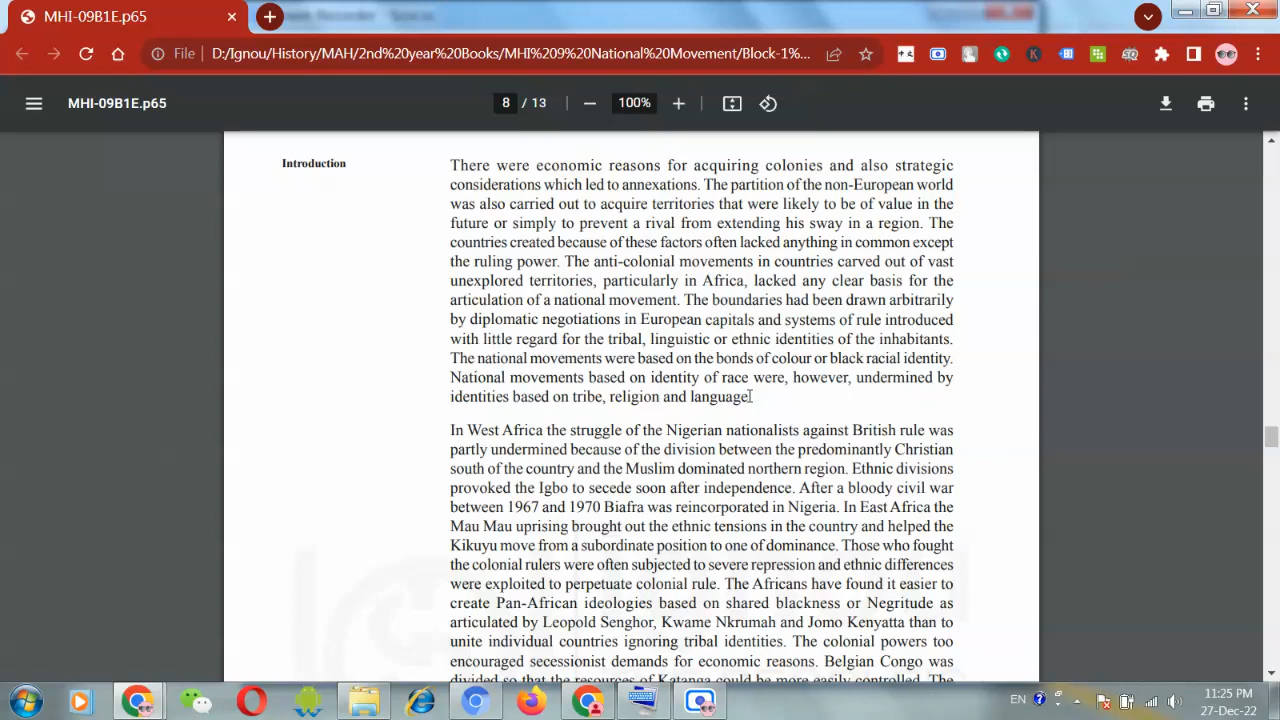 MHI-09B1E.p65
File
D:/Ignou/History/MAH/2nd%20year%20Books/MHI%209%20National%20Movement/Block-1%...
MHI-09B1E.p65
8 / 13
100%
Introduction
There were economic reasons for acquiring colonies and also strategic
considerations which led to annexations. The partition of the non-European world
was also carried out to acquire territories that were likely to be of value in the
future or simply to prevent a rival from extending his sway in a region. The
countries created because of these factors often lacked anything in common except
the ruling power. The anti-colonial movements in countries carved out of vast
unexplored territories, particularly in Africa, lacked any clear basis for the
articulation of a national movement. The boundaries had been drawn arbitrarily
by diplomatic negotiations in European capitals and systems of rule introduced
with little regard for the tribal, linguistic or ethnic identities of the inhabitants.
The national movements were based on the bonds of colour or black racial identity.
National movements based on identity of race were, however, undermined by
identities based on tribe, religion and language
In West Africa the struggle of the Nigerian nationalists against British rule was
partly undermined because of the division between the predominantly Christian
south of the country and the Muslim dominated northern region. Ethnic divisions
provoked the Igbo to secede soon after independence. After a bloody civil war
between 1967 and 1970 Biafra was reincorporated in Nigeria. In East Africa the
Mau Mau uprising brought out the ethnic tensions in the country and helped the
Kikuyu move from a subordinate position to one of dominance. Those who fought
the colonial rulers were often subjected to severe repression and ethnic differences
were exploited to perpetuate colonial rule. The Africans have found it easier to
create Pan-African ideologies based on shared blackness or Negritude as
articulated by Leopold Senghor, Kwame Nkrumah and Jomo Kenyatta than to
unite individual countries ignoring tribal identities. The colonial powers too
encouraged secessionist demands for economic reasons. Belgian Congo was
divided so that the resources of Katanga could be more easily controlled. The
EN
11:25 PM
27-Dec-22